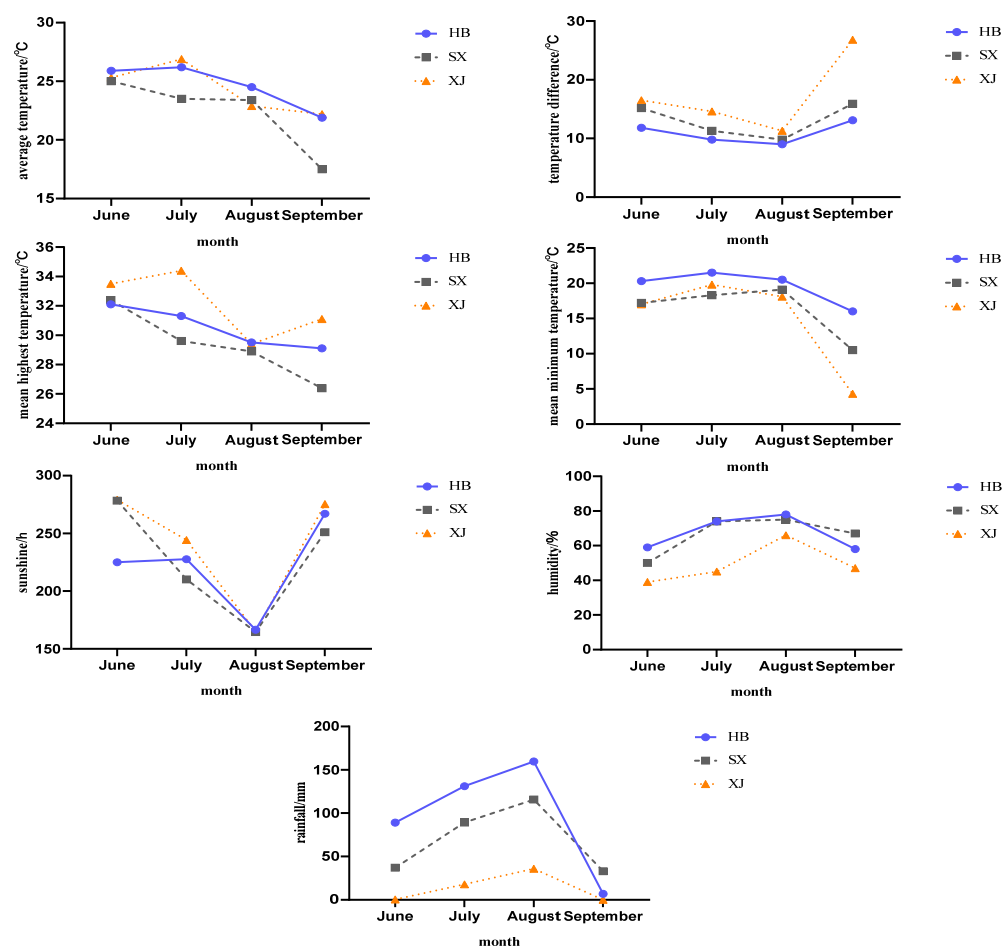 30
25
20
15
average temperature/℃
June July August September
month
HB
SX
XJ
30
20
10
0
temperature difference/℃
June July August September
month
HB
SX
XJ
36
34
32
30
28
26
24
mean highest temperature/℃
June July August September
month
HB
SX
XJ
25
20
15
10
5
0
mean minimum temperature/℃
June July August September
month
HB
SX
XJ
300
250
200
150
sunshine/h
June July August September
month
HB
SX
XJ
100
80
60
40
20
0
humidity/%
June July August September
month
HB
SX
XJ
200
150
100
50
0
rainfall/mm
June July August September
month
HB
SX
XJ